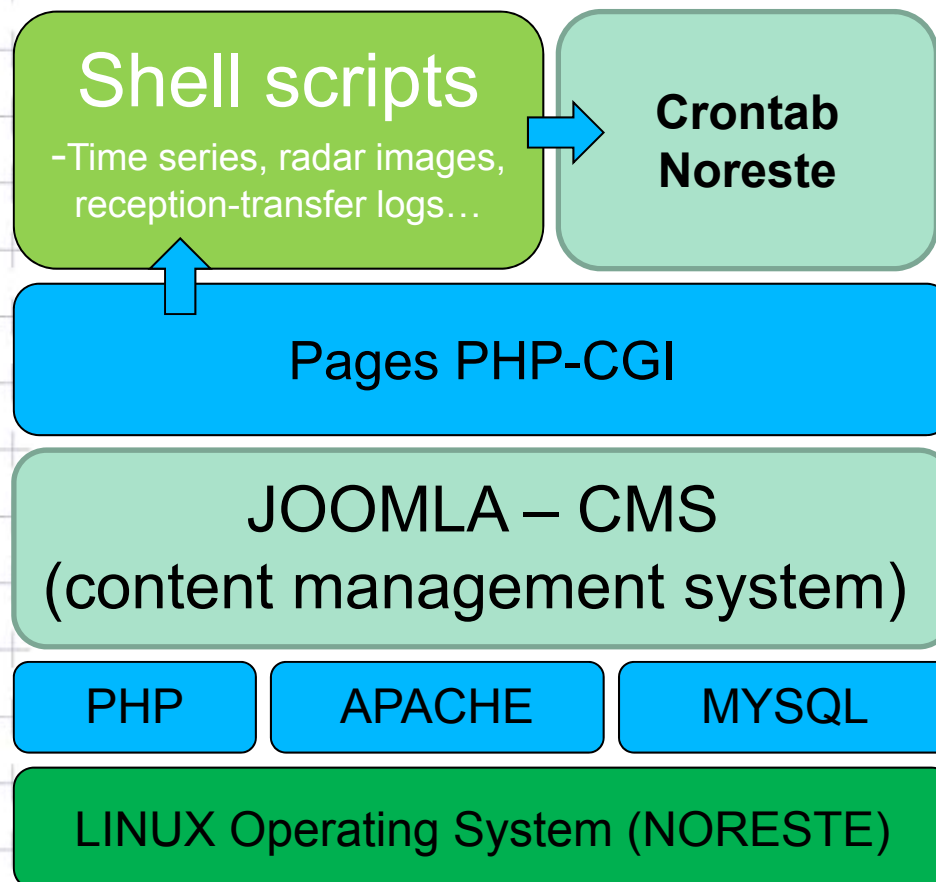 Shell scripts
-Time series, radar images,
reception-transfer logs…
Crontab
Noreste
Pages PHP-CGI
JOOMLA – CMS
(content management system)
PHP
APACHE
MYSQL
LINUX Operating System (NORESTE)